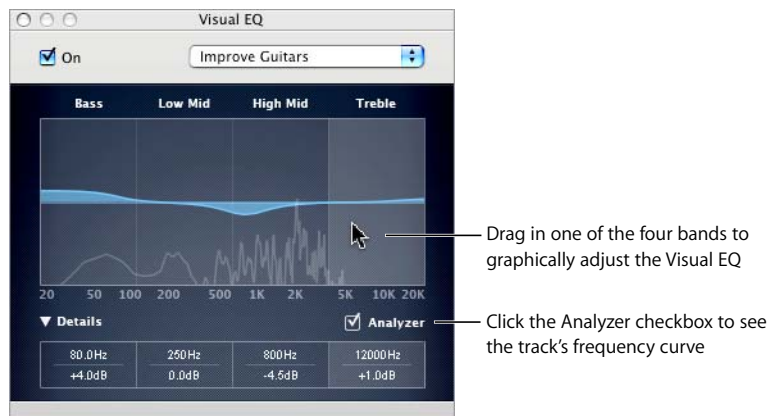 Visual EQ
On
Improve Guitars
Bass Low Mid High Mid Treble
Drag in one of the four bands to
graphically adjust the Visual EQ
20 50 100 200 500 1K 2K 5K 10K 20K
Details
Analyzer
Click the Analyzer checkbox to see
the track’s frequency curve
80.0Hz 250Hz 800Hz 12000Hz
+4.0dB 0.0dB -4.5dB +1.0dB